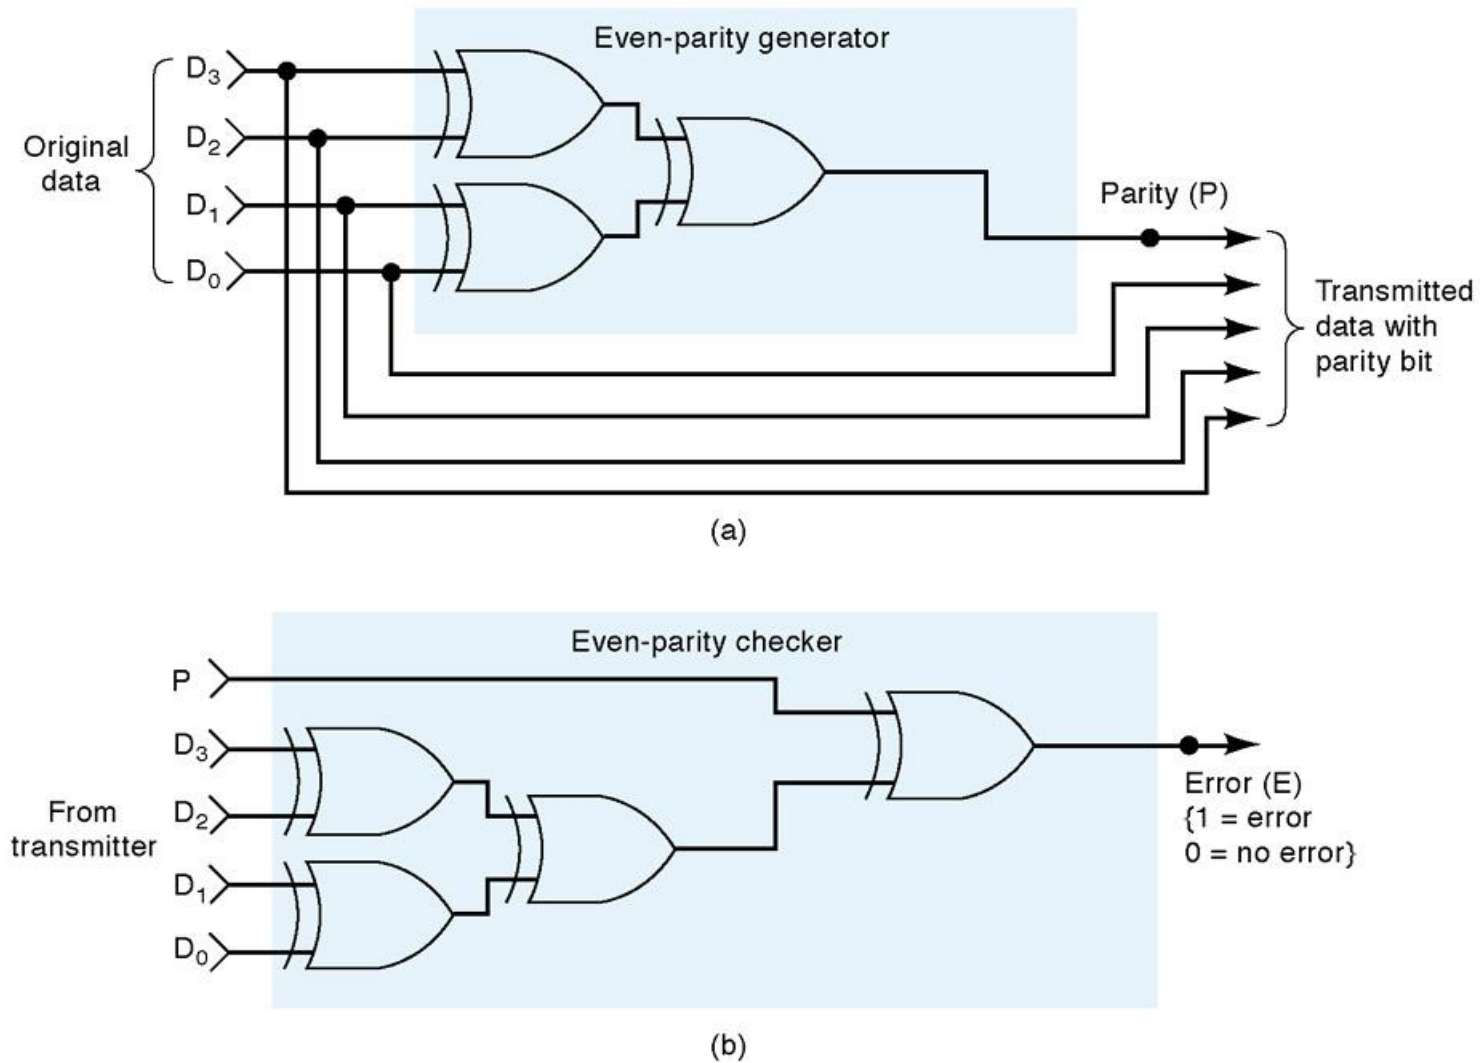 Even-parity generator
D₃
D₂
D₁
D₀
Original
data
Parity (P)
Transmitted
data with
parity bit
(a)
Even-parity checker
P
D₃
D₂
D₁
D₀
From
transmitter
Error (E)
{1 = error
0 = no error}
(b)